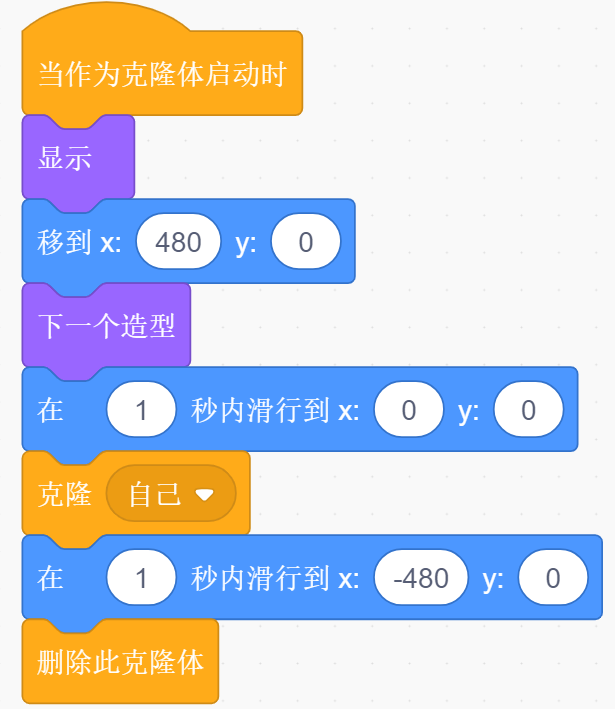 当作为克隆体启动时
显示
移到 x: 480 y: 0
下一个造型
在 1 秒内滑行到 x: 0 y: 0
克隆 自己
在 1 秒内滑行到 x: -480 y: 0
删除此克隆体